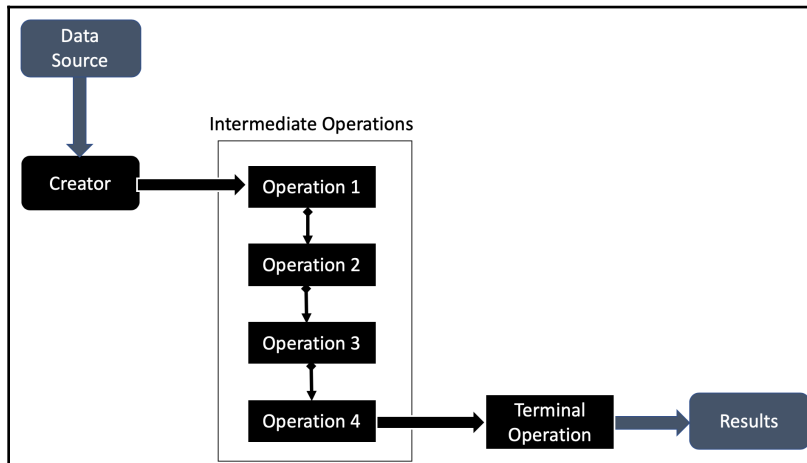 Data
Source
Intermediate Operations
Creator
Operation 1
Operation 2
Operation 3
Operation 4
Terminal
Operation
Results